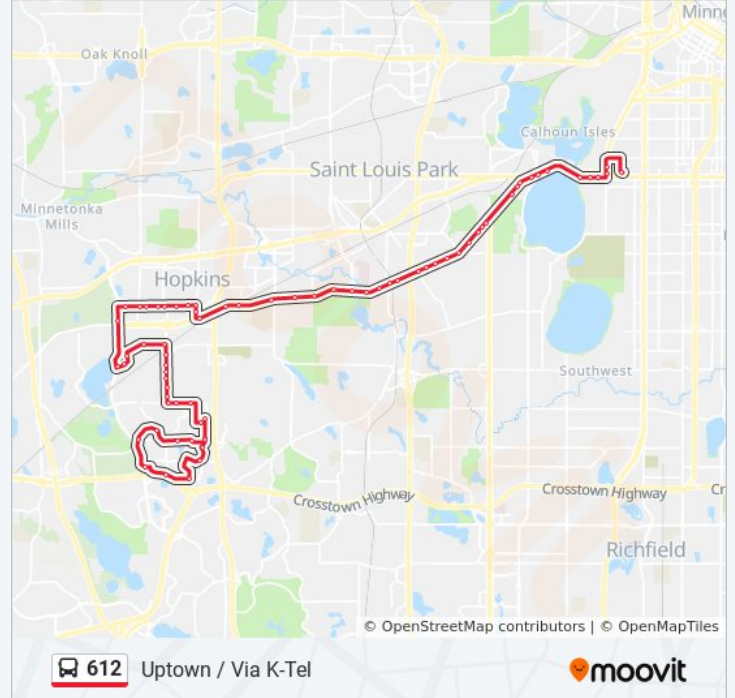 Minne
Oak Knoll
Calhoun Isles
Saint Louis Park
Minnetonka
Mills
Hopkins
Southwest
Crosstown Highway
Crosstown Highway
Cr
Richfield
© OpenStreetMap contributors | © OpenMapTiles
612 Uptown / Via K-Tel
moovit